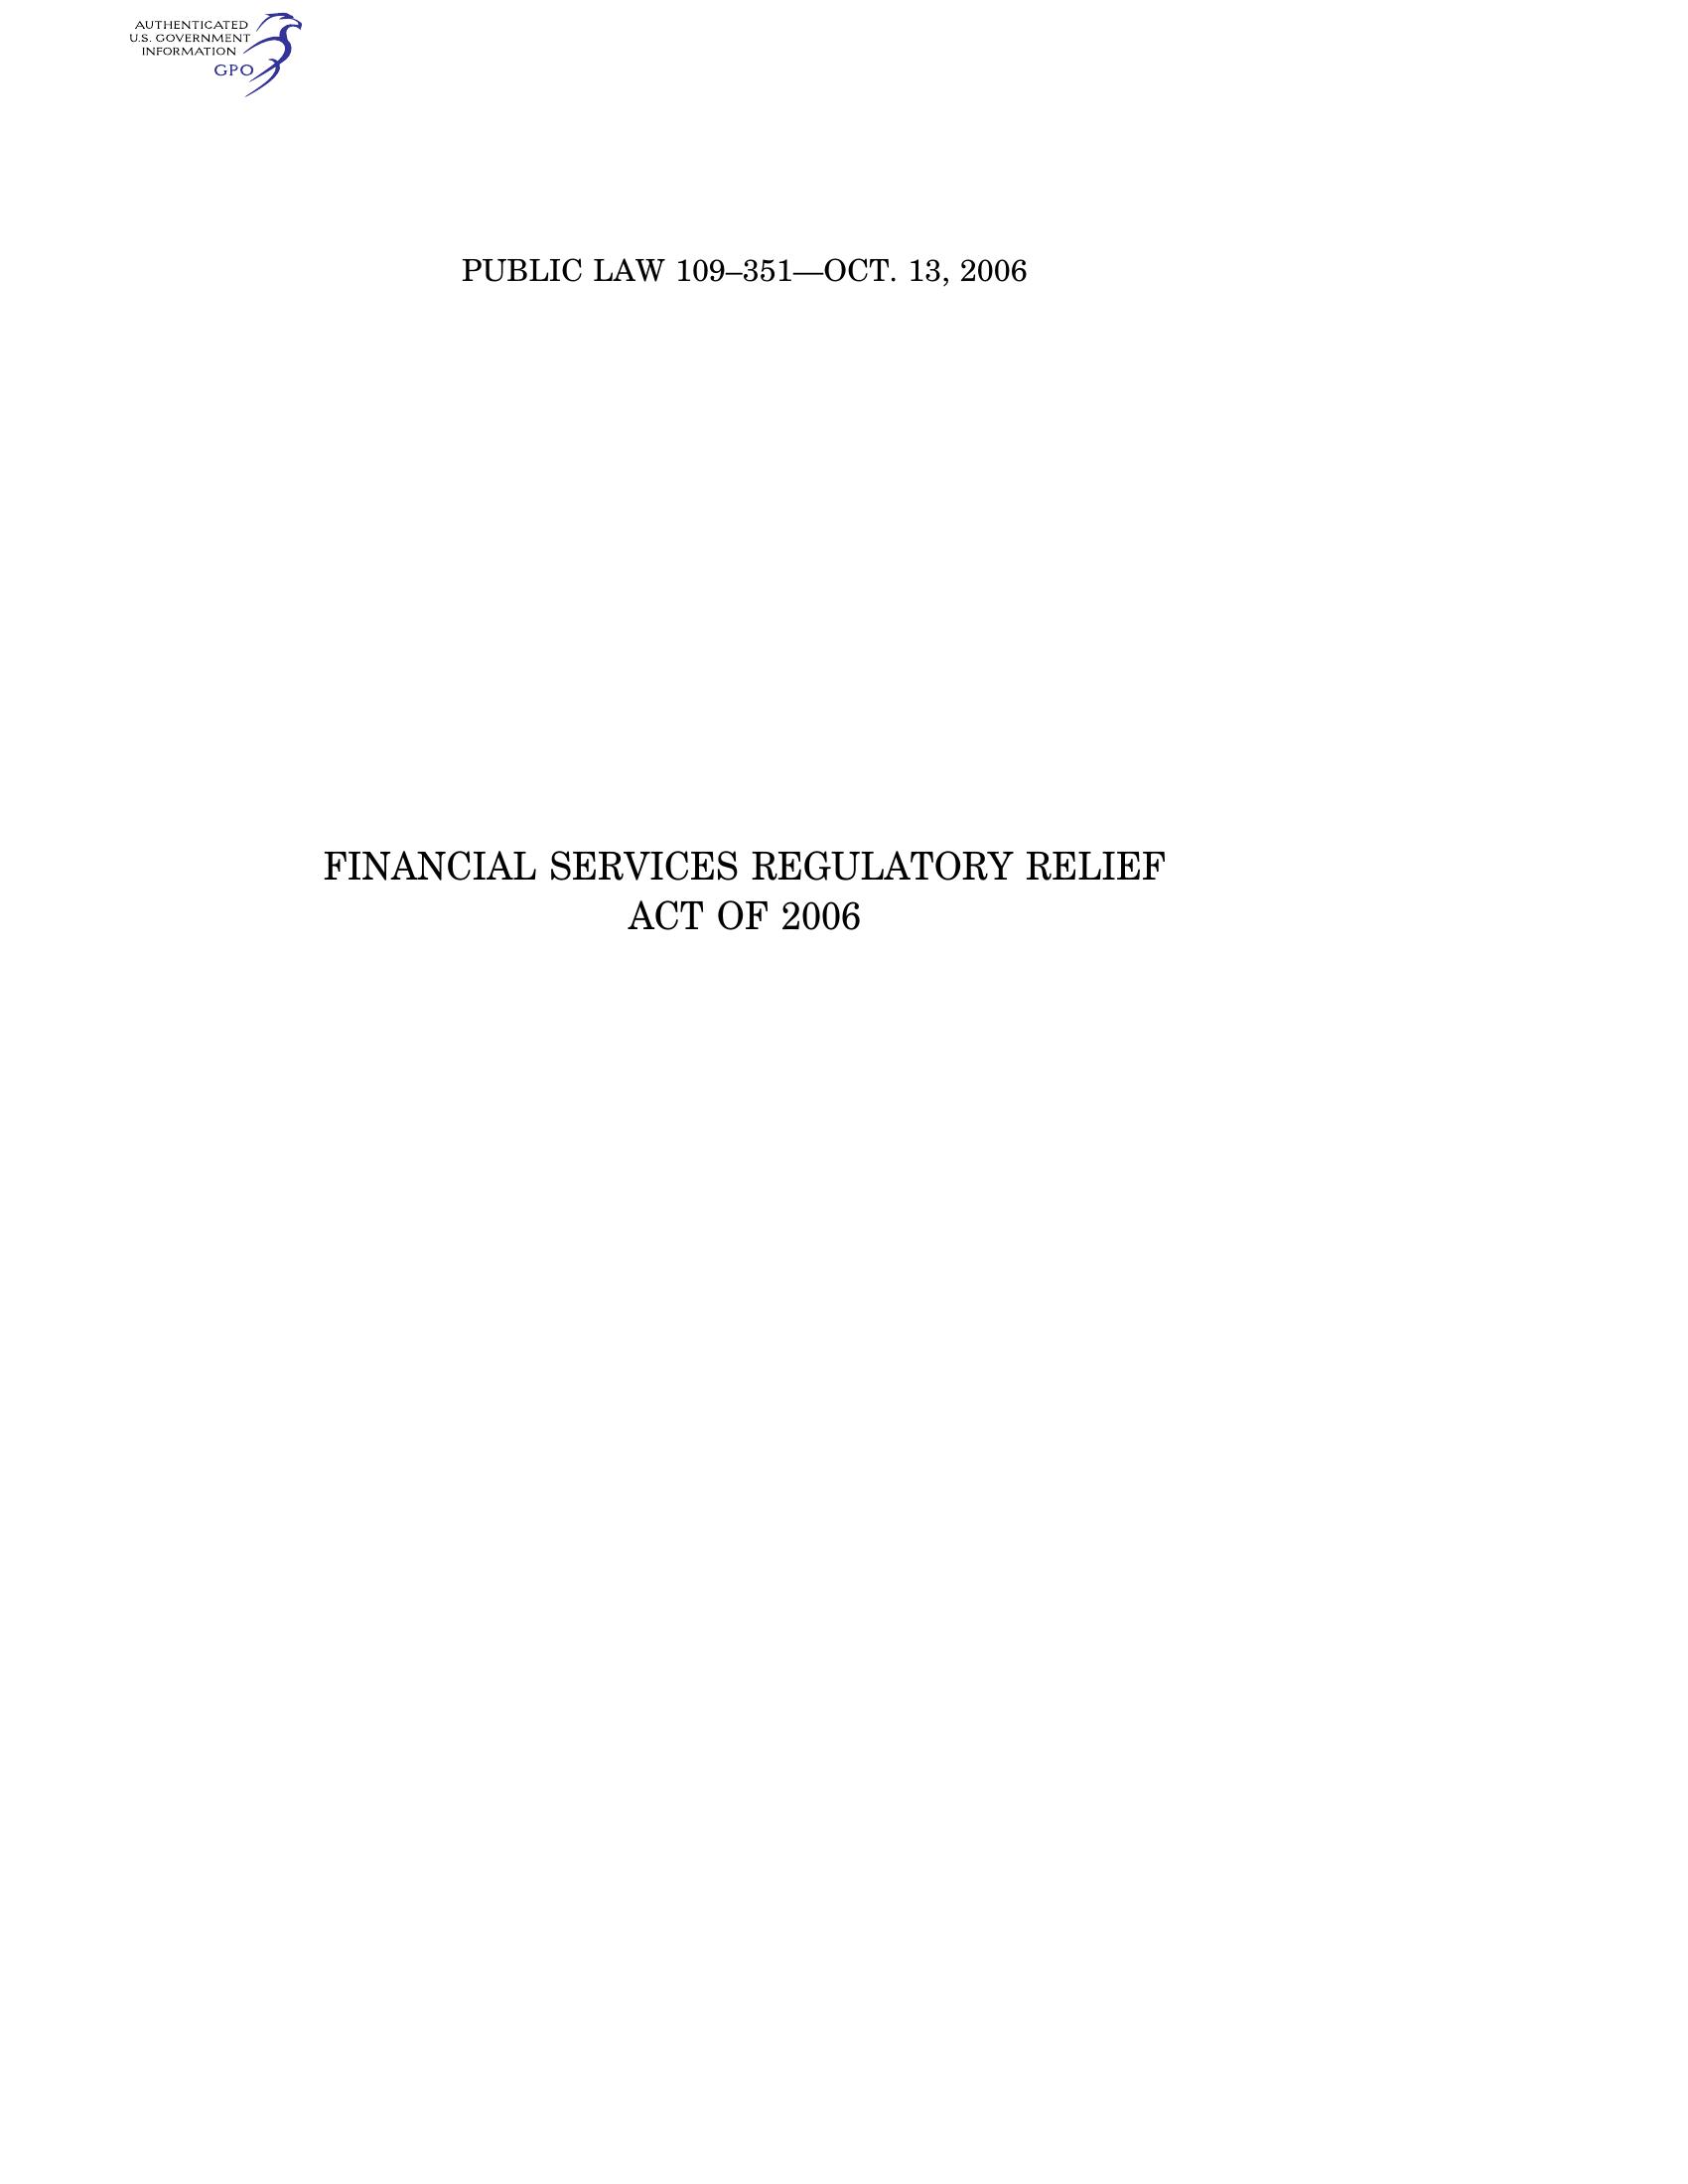 AUTHENTICATED
U.S. GOVERNMENT
INFORMATION
GPO
PUBLIC LAW 109–351—OCT. 13, 2006
FINANCIAL SERVICES REGULATORY RELIEF
ACT OF 2006